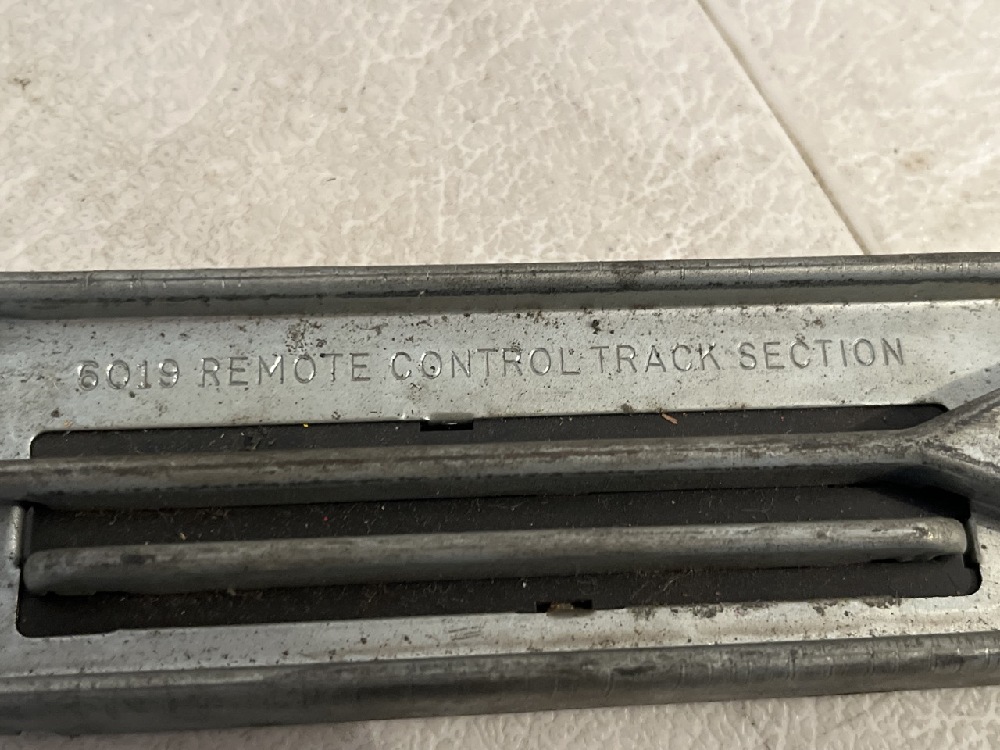 6019 REMOTE CONTROL TRACK SECTION